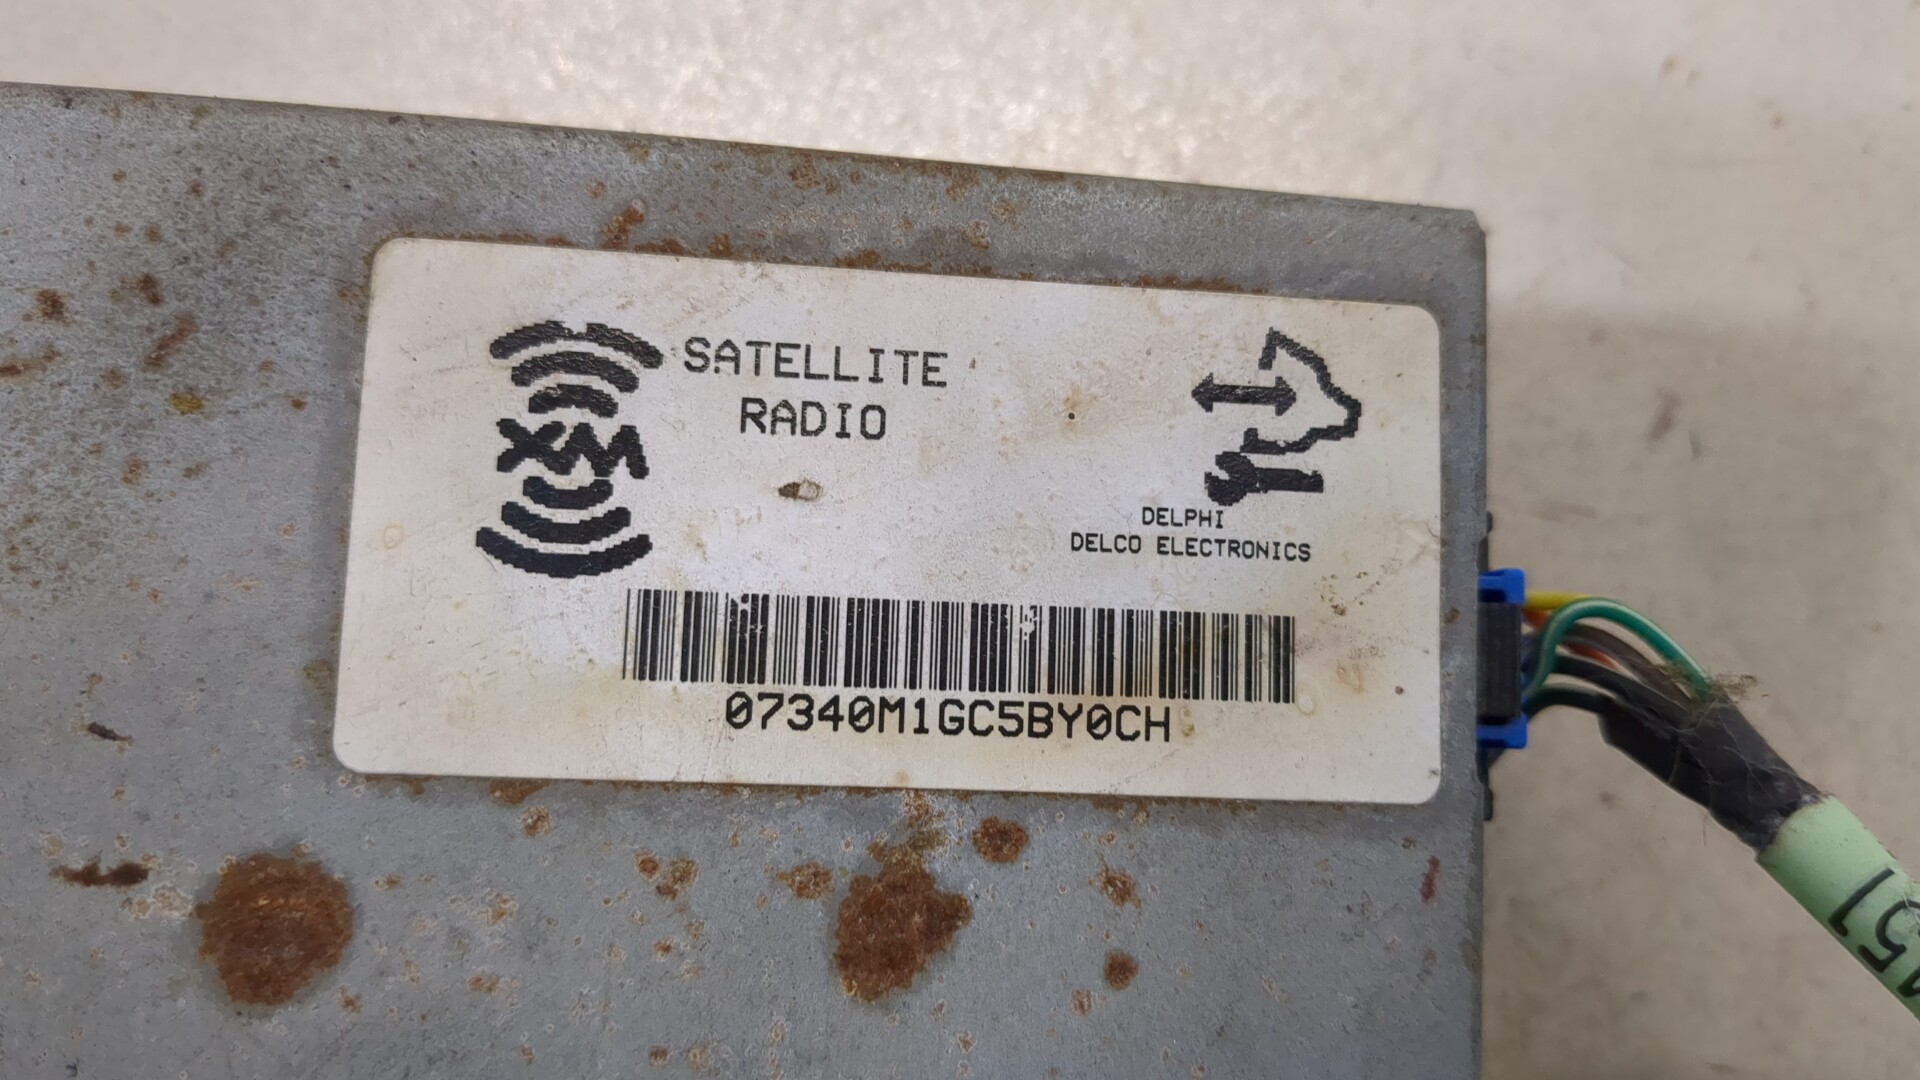 SATELLITE
RADIO
XM
DELPHI
DELCO ELECTRONICS
07340M1GC5BY0CH